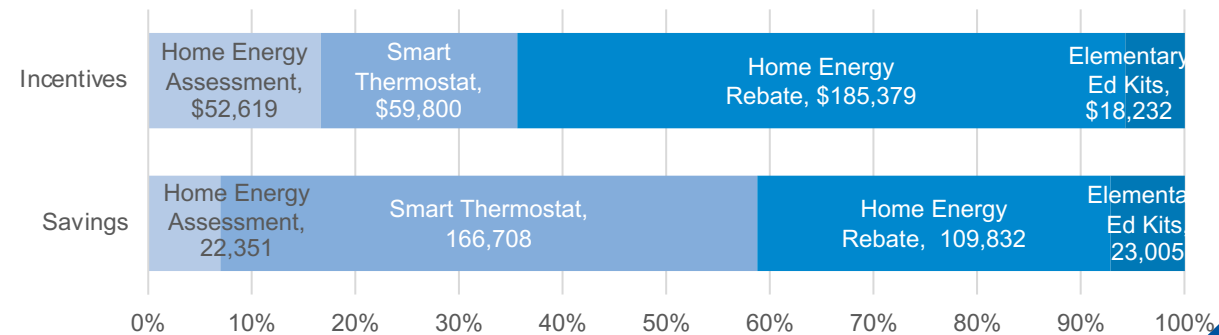 Incentives
Home Energy
Assessment,
$52,619
Smart
Thermostat,
$59,800
Home Energy
Rebate, $185,379
Elementary
Ed Kits,
$18,232
Savings
Home Energy
Assessment,
22,351
Smart Thermostat,
166,708
Home Energy
Rebate, 109,832
Elementa
Ed Kits,
23,005
0% 10% 20% 30% 40% 50% 60% 70% 80% 90% 100%